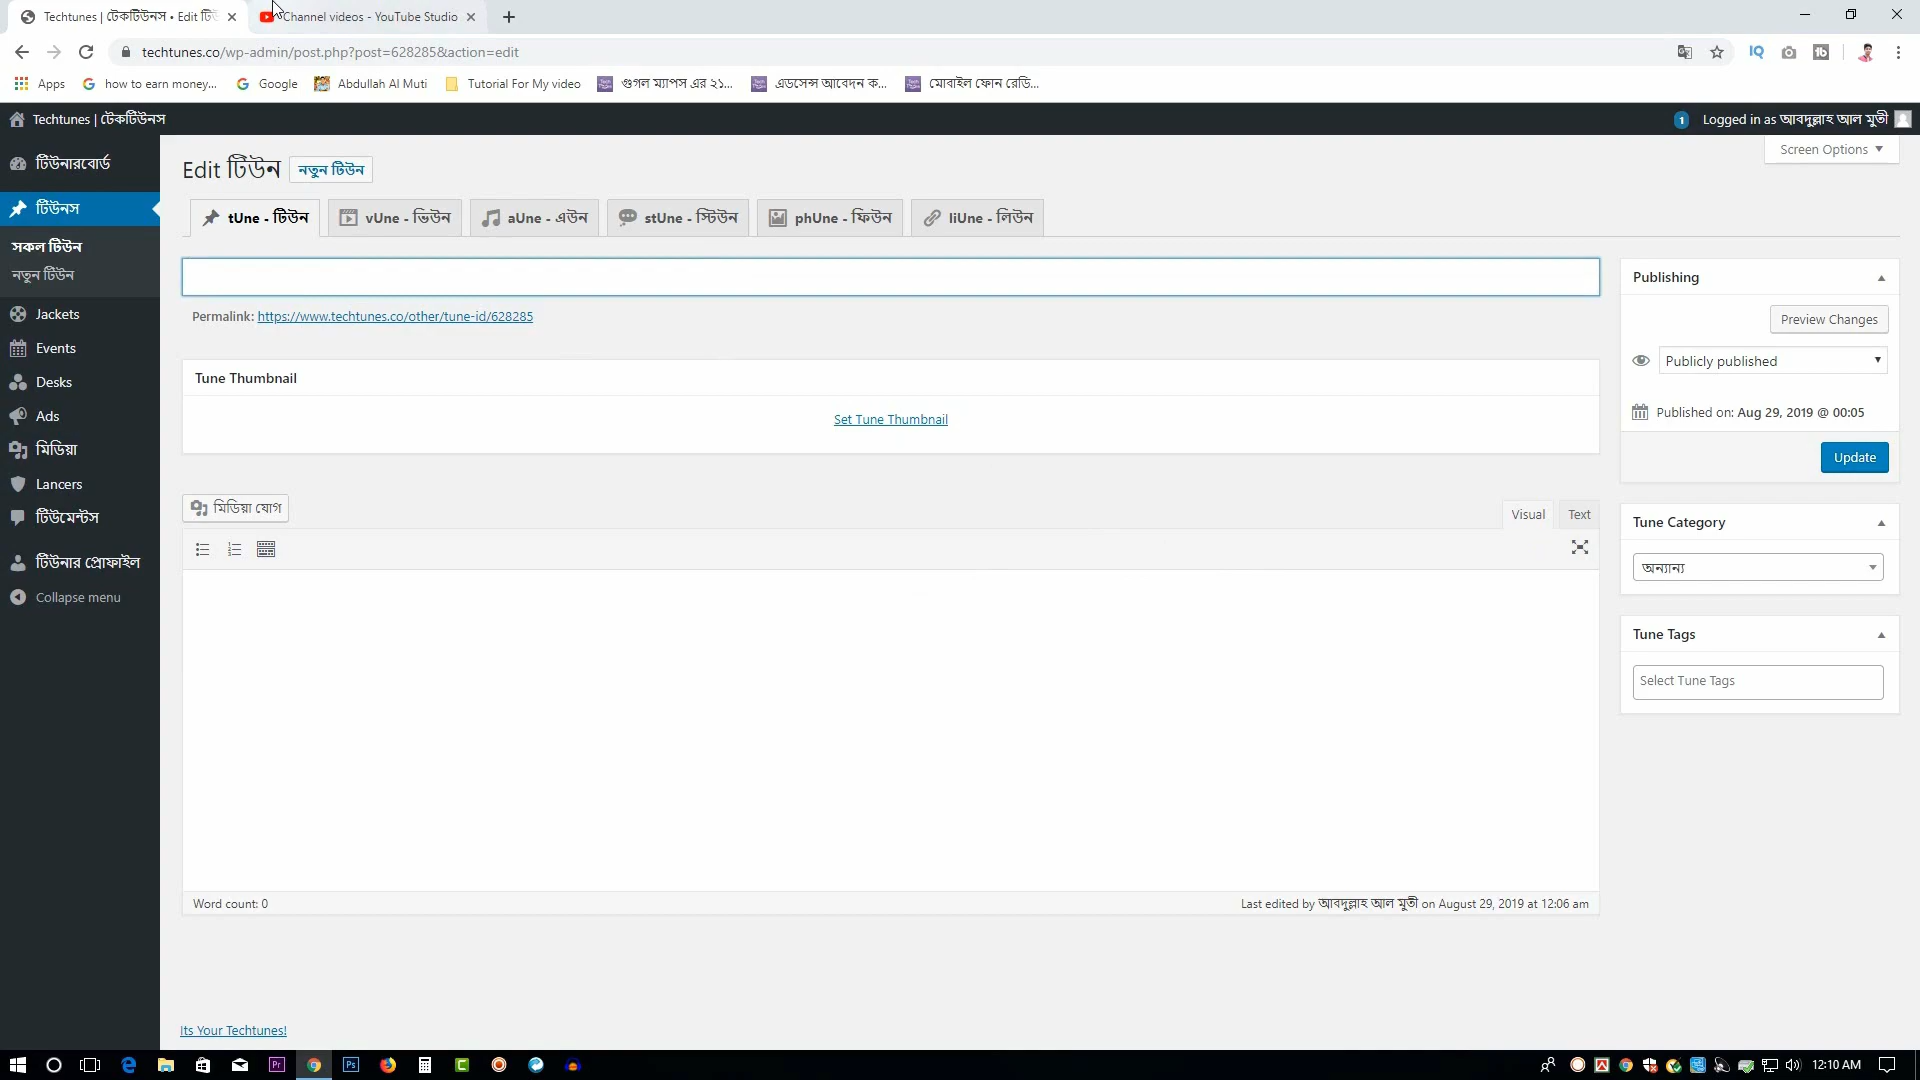 Techtunes | টেকটিউনস • Edit টিউ
Channel videos - YouTube Studio
techtunes.co/wp-admin/post.php?post=628285&action=edit
Apps
how to earn money...
Google
Abdullah Al Muti
Tutorial For My video
গুগল ম্যাপস এর ২১...
এডসেন্স আবেদন ক...
মোবাইল ফোন রেডি...
Techtunes | টেকটিউনস
1
Logged in as আবদুল্লাহ আল মুতী
Screen Options
টিউনারবোর্ড
টিউনস
সকল টিউন
নতুন টিউন
Jackets
Events
Desks
Ads
মিডিয়া
Lancers
টিউমেন্টস
টিউনার প্রোফাইল
Collapse menu
Edit টিউন
নতুন টিউন
tUne - টিউন
vUne - ভিউন
aUne - এউন
stUne - স্টিউন
phUne - ফিউন
liUne - লিউন
Permalink: https://www.techtunes.co/other/tune-id/628285
Tune Thumbnail
Set Tune Thumbnail
মিডিয়া যোগ
Visual
Text
Word count: 0
Last edited by আবদুল্লাহ আল মুতী on August 29, 2019 at 12:06 am
Its Your Techtunes!
Publishing
Preview Changes
Publicly published
Published on: Aug 29, 2019 @ 00:05
Update
Tune Category
অন্যান্য
Tune Tags
Select Tune Tags
12:10 AM